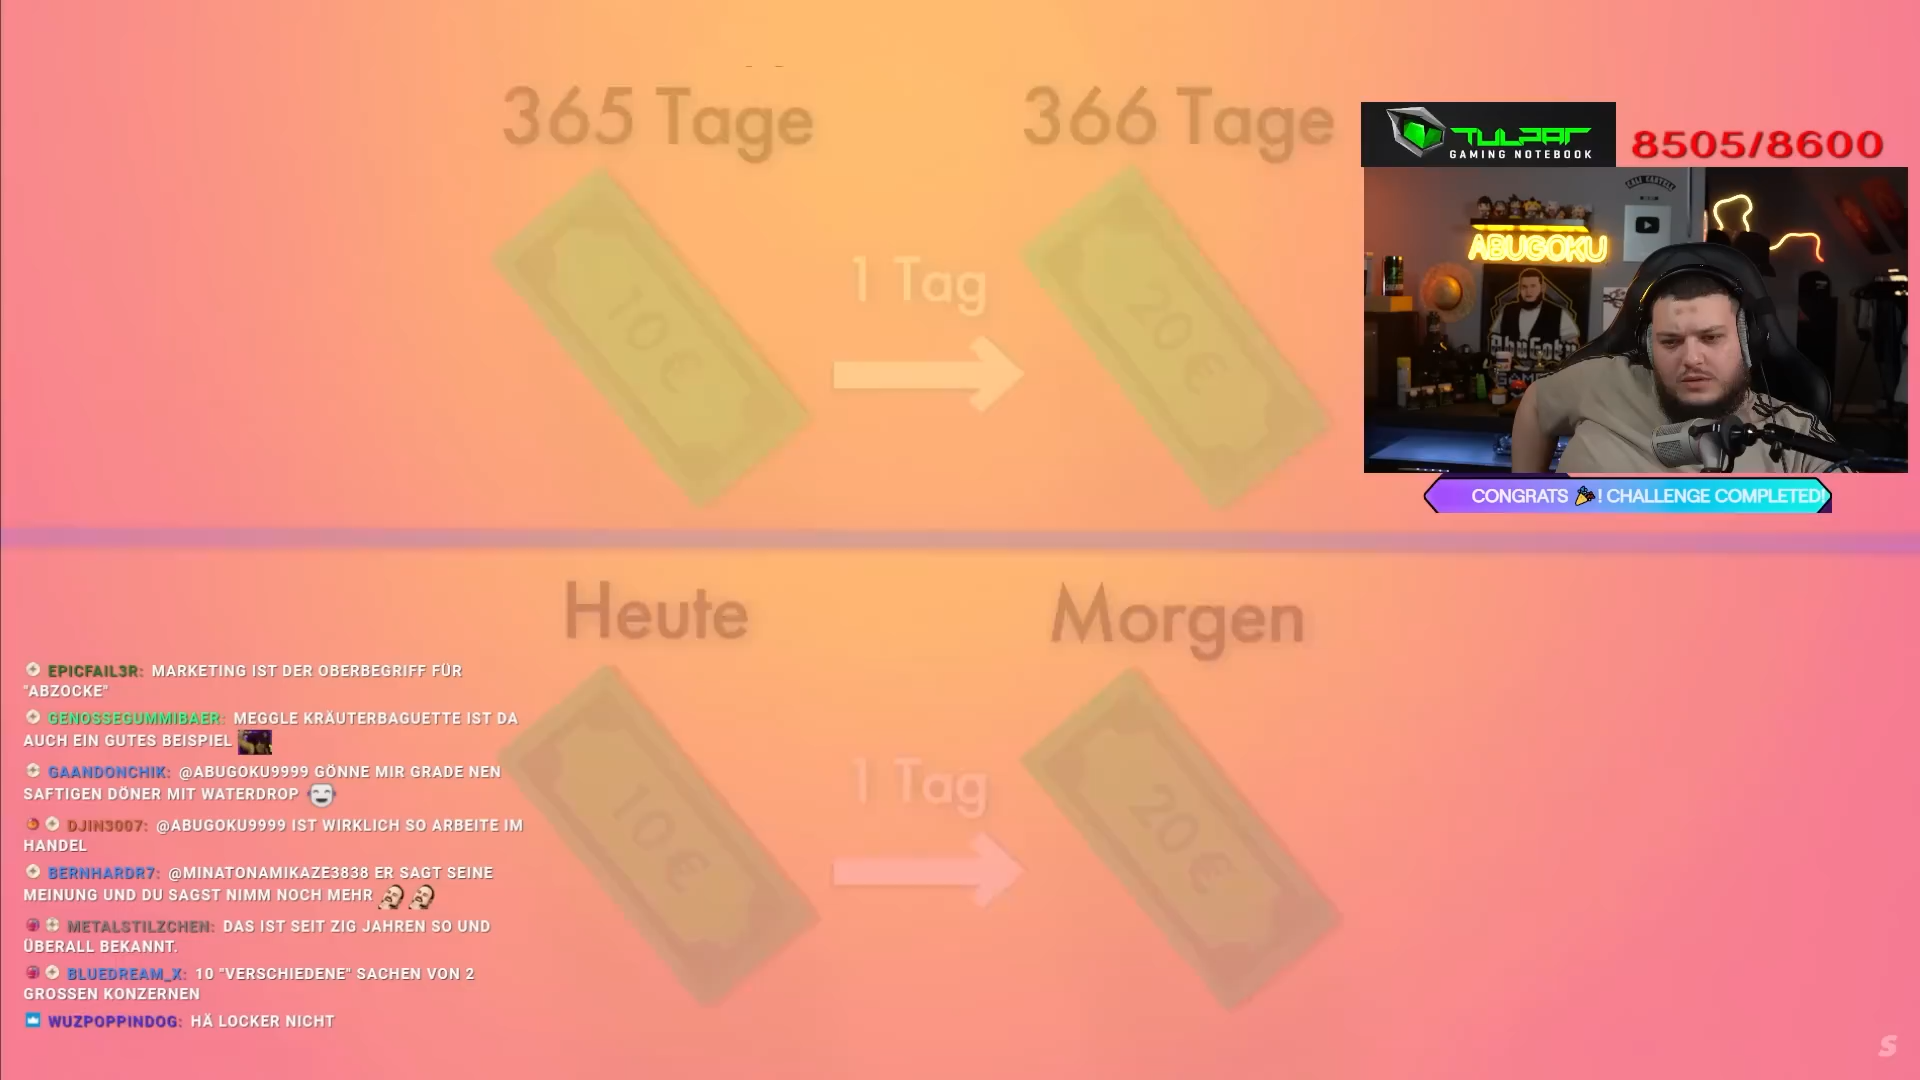 365 Tage
366 Tage
10€
1 Tag
20€
TULPAR
GAMING NOTEBOOK
8505/8600
ABUGOKU
AbuGoku
CONGRATS 🎉! CHALLENGE COMPLETED!
Heute
Morgen
10€
1 Tag
20€
EPICFAIL3R: MARKETING IST DER OBERBEGRIFF FÜR
"ABZOCKE"
GENOSSEGUMMIBAER: MEGGLE KRÄUTERBAGUETTE IST DA
AUCH EIN GUTES BEISPIEL
GAANDONCHIK: @ABUGOKU9999 GÖNNE MIR GRADE NEN
SAFTIGEN DÖNER MIT WATERDROP
DJIN3007: @ABUGOKU9999 IST WIRKLICH SO ARBEITE IM
HANDEL
BERNHARDR7: @MINATONAMIKAZE3838 ER SAGT SEINE
MEINUNG UND DU SAGST NIMM NOCH MEHR
METALSTILZCHEN: DAS IST SEIT ZIG JAHREN SO UND
ÜBERALL BEKANNT.
BLUEDREAM_X: 10 "VERSCHIEDENE" SACHEN VON 2
GROSSEN KONZERNEN
WUZPOPPINDOG: HÄ LOCKER NICHT
S